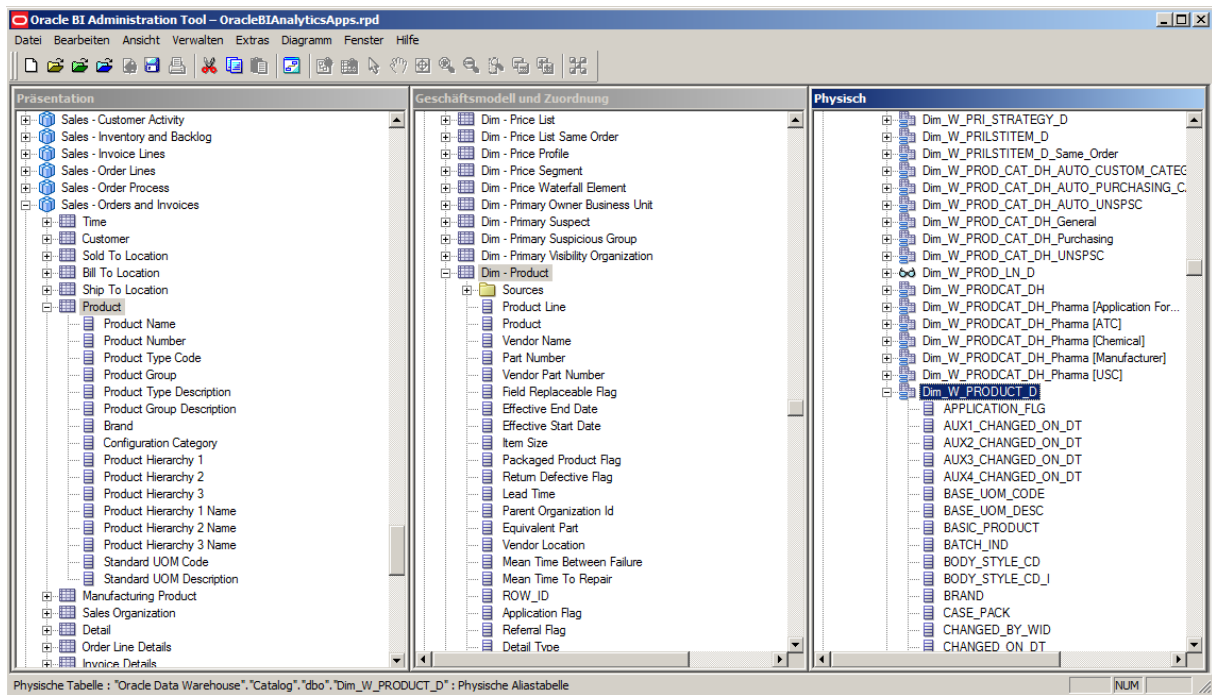 Oracle BI Administration Tool – OracleBIAnalyticsApps.rpd
Datei Bearbeiten Ansicht Verwalten Extras Diagramm Fenster Hilfe
Präsentation
Sales - Customer Activity
Sales - Inventory and Backlog
Sales - Invoice Lines
Sales - Order Lines
Sales - Order Process
Sales - Orders and Invoices
Time
Customer
Sold To Location
Bill To Location
Ship To Location
Product
Product Name
Product Number
Product Type Code
Product Group
Product Type Description
Product Group Description
Brand
Configuration Category
Product Hierarchy 1
Product Hierarchy 2
Product Hierarchy 3
Product Hierarchy 1 Name
Product Hierarchy 2 Name
Product Hierarchy 3 Name
Standard UOM Code
Standard UOM Description
Manufacturing Product
Sales Organization
Detail
Order Line Details
Invoice Details
Geschäftsmodell und Zuordnung
Dim - Price List
Dim - Price List Same Order
Dim - Price Profile
Dim - Price Segment
Dim - Price Waterfall Element
Dim - Primary Owner Business Unit
Dim - Primary Suspect
Dim - Primary Suspicious Group
Dim - Primary Visibility Organization
Dim - Product
Sources
Product Line
Product
Vendor Name
Part Number
Vendor Part Number
Field Replaceable Flag
Effective End Date
Effective Start Date
Item Size
Packaged Product Flag
Return Defective Flag
Lead Time
Parent Organization Id
Equivalent Part
Vendor Location
Mean Time Between Failure
Mean Time To Repair
ROW_ID
Application Flag
Referral Flag
Detail Type
Physisch
Dim_W_PRI_STRATEGY_D
Dim_W_PRILSTITEM_D
Dim_W_PRILSTITEM_D_Same_Order
Dim_W_PROD_CAT_DH_AUTO_CUSTOM_CATEG
Dim_W_PROD_CAT_DH_AUTO_PURCHASING_C
Dim_W_PROD_CAT_DH_AUTO_UNSPSC
Dim_W_PROD_CAT_DH_General
Dim_W_PROD_CAT_DH_Purchasing
Dim_W_PROD_CAT_DH_UNSPSC
Dim_W_PROD_LN_D
Dim_W_PRODCAT_DH
Dim_W_PRODCAT_DH_Pharma [Application For...
Dim_W_PRODCAT_DH_Pharma [ATC]
Dim_W_PRODCAT_DH_Pharma [Chemical]
Dim_W_PRODCAT_DH_Pharma [Manufacturer]
Dim_W_PRODCAT_DH_Pharma [USC]
Dim_W_PRODUCT_D
APPLICATION_FLG
AUX1_CHANGED_ON_DT
AUX2_CHANGED_ON_DT
AUX3_CHANGED_ON_DT
AUX4_CHANGED_ON_DT
BASE_UOM_CODE
BASE_UOM_DESC
BASIC_PRODUCT
BATCH_IND
BODY_STYLE_CD
BODY_STYLE_CD_I
BRAND
CASE_PACK
CHANGED_BY_WID
CHANGED_ON_DT
Physische Tabelle : "Oracle Data Warehouse"."Catalog"."dbo"."Dim_W_PRODUCT_D" : Physische Aliastabelle
NUM